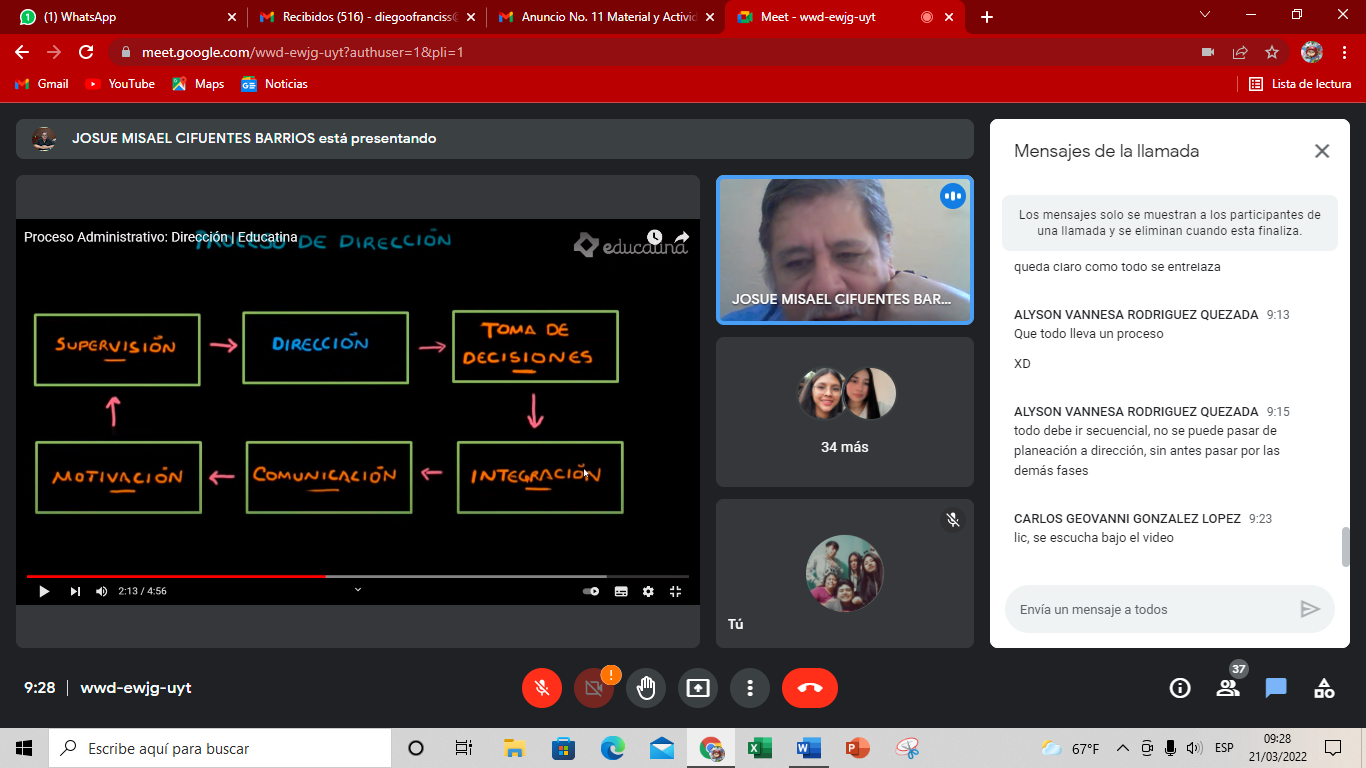 (1) WhatsApp
Recibidos (516) - diegoofranciss
Anuncio No. 11 Material y Activid
Meet - wwd-ewjg-uyt
meet.google.com/wwd-ewjg-uyt?authuser=1&pli=1
Gmail
YouTube
Maps
Noticias
Lista de lectura
JOSUE MISAEL CIFUENTES BARRIOS está presentando
PROCESO DE DIRECCIÓN
Proceso Administrativo: Dirección | Educatina
educatina
SUPERVISIÓN
DIRECCIÓN
TOMA DE
DECISIONES
MOTIVACIÓN
COMUNICACIÓN
INTEGRACIÓN
2:13 / 4:56
JOSUE MISAEL CIFUENTES BAR...
34 más
Tú
Mensajes de la llamada
Los mensajes solo se muestran a los participantes de
una llamada y se eliminan cuando esta finaliza.
queda claro como todo se entrelaza
ALYSON VANNESA RODRIGUEZ QUEZADA 9:13
Que todo lleva un proceso
XD
ALYSON VANNESA RODRIGUEZ QUEZADA 9:15
todo debe ir secuencial, no se puede pasar de
planeación a dirección, sin antes pasar por las
demás fases
CARLOS GEOVANNI GONZALEZ LOPEZ 9:23
lic, se escucha bajo el video
Envía un mensaje a todos
9:28 | wwd-ewjg-uyt
37
Escribe aquí para buscar
67°F
ESP
09:28
21/03/2022